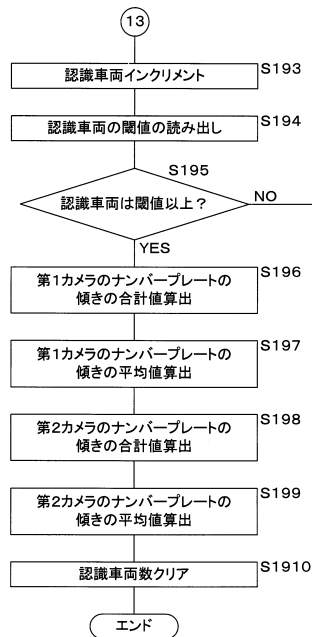 13
認識車両インクリメント
S193
認識車両の閾値の読み出し
S194
S195
認識車両は閾値以上？
NO
YES
第1カメラのナンバープレートの
傾きの合計値算出
S196
第1カメラのナンバープレートの
傾きの平均値算出
S197
第2カメラのナンバープレートの
傾きの合計値算出
S198
第2カメラのナンバープレートの
傾きの平均値算出
S199
認識車両数クリア
S1910
エンド